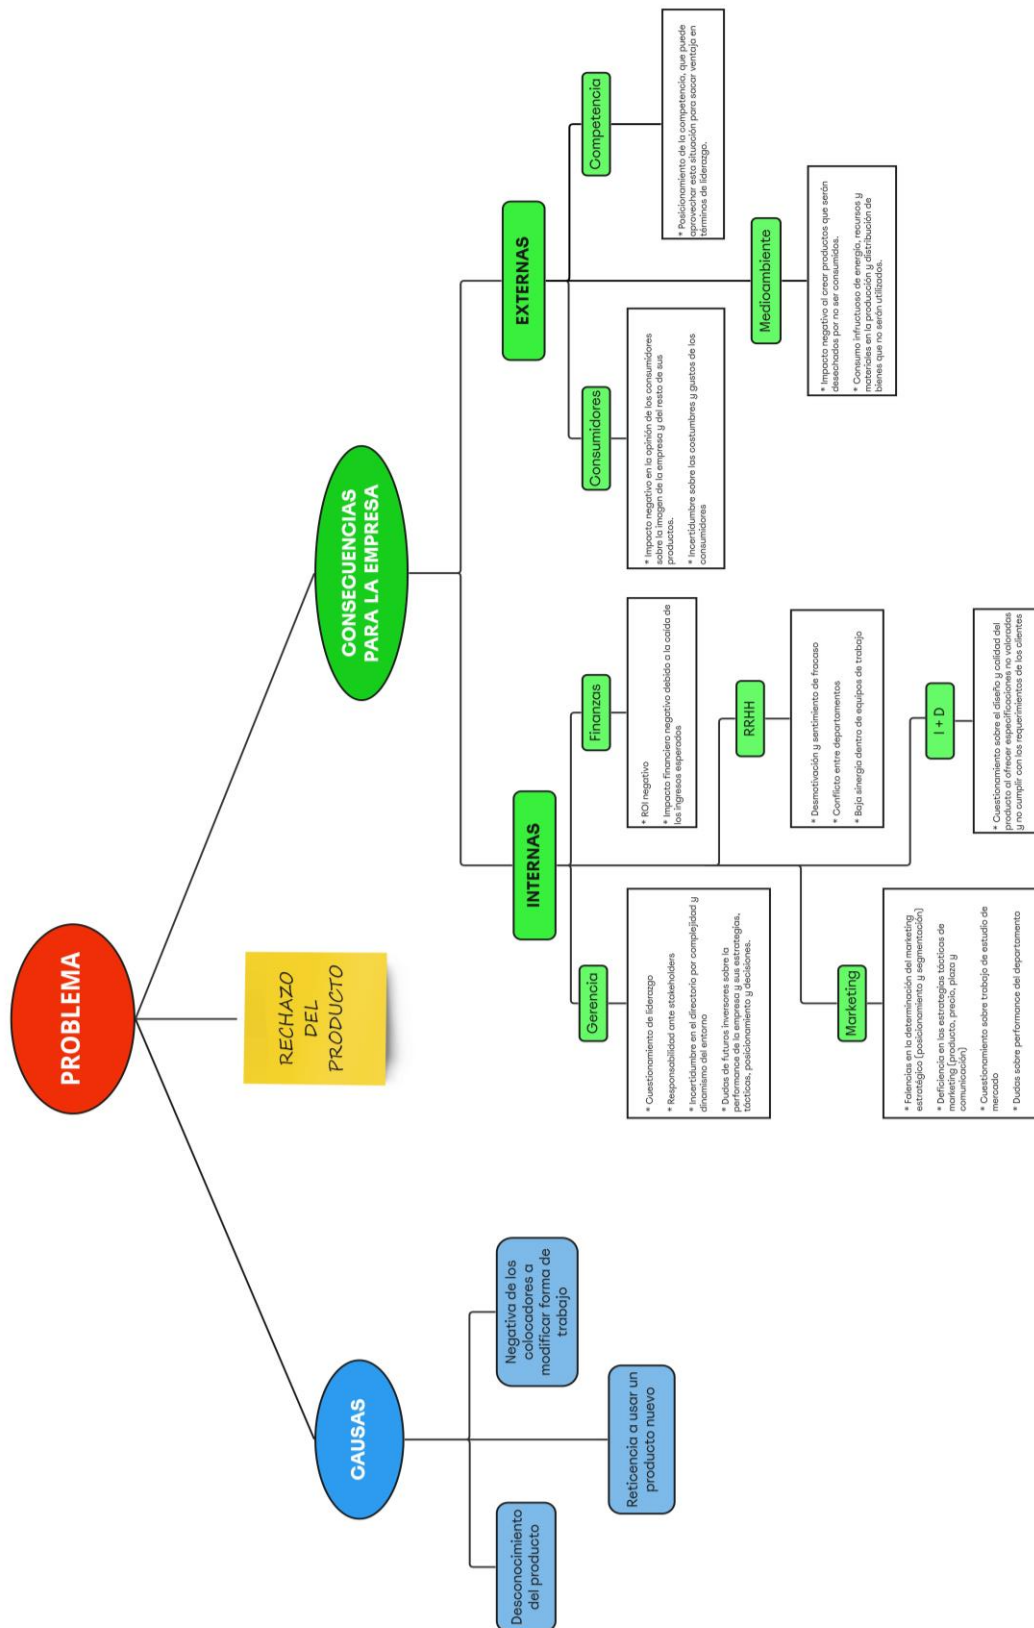 PROBLEMA
RECHAZO
DEL
PRODUCTO
CAUSAS
Desconocimiento
del producto
Reticencia a usar un
producto nuevo
Negativa de los
colocadores a
modificar forma de
trabajo
CONSECUENCIAS
PARA LA EMPRESA
INTERNAS
Gerencia
* Cuestionamiento de liderazgo
* Responsabilidad ante stakeholders
* Incertidumbre en el directorio por complejidad y
dinamismo del entorno
* Dudas de futuros inversores sobre la
performance de la empresa y sus estrategias,
tácticas, posicionamiento y decisiones.
Finanzas
* ROI negativo
* Impacto financiero negativo debido a la caída de
los ingresos esperados
RRHH
* Desmotivación y sentimiento de fracaso
* Conflicto entre departamentos
* Baja sinergia dentro de equipos de trabajo
Marketing
* Falencias en la determinación del marketing
estratégico (posicionamiento y segmentación)
* Deficiencia en las estrategias tácticas de
marketing (producto, precio, plaza y
comunicación)
* Cuestionamiento sobre trabajo de estudio de
mercado
* Dudas sobre performance del departamento
I + D
* Cuestionamiento sobre el diseño y calidad del
producto al ofrecer especificaciones no valoradas
y no cumplir con los requerimientos de los clientes
EXTERNAS
Consumidores
* Impacto negativo en la opinión de los consumidores
sobre la imagen de la empresa y del resto de sus
productos.
* Incertidumbre sobre las costumbres y gustos de los
consumidores
Competencia
* Posicionamiento de la competencia, que puede
aprovechar esta situación para sacar ventaja en
términos de liderazgo.
Medioambiente
* Impacto negativo al crear productos que serán
desechados por no ser consumidos.
* Consumo infructuoso de energía, recursos y
materiales en la producción y distribución de
bienes que no serán utilizados.